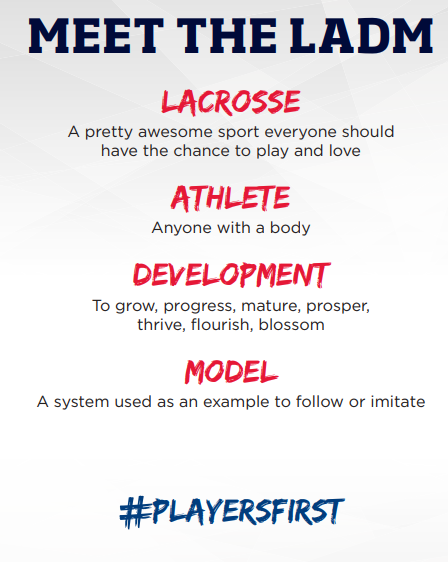 MEET THE LADM
LACROSSE
A pretty awesome sport everyone should
have the chance to play and love
ATHLETE
Anyone with a body
DEVELOPMENT
To grow, progress, mature, prosper,
thrive, flourish, blossom
MODEL
A system used as an example to follow or imitate
#PLAYERSFIRST